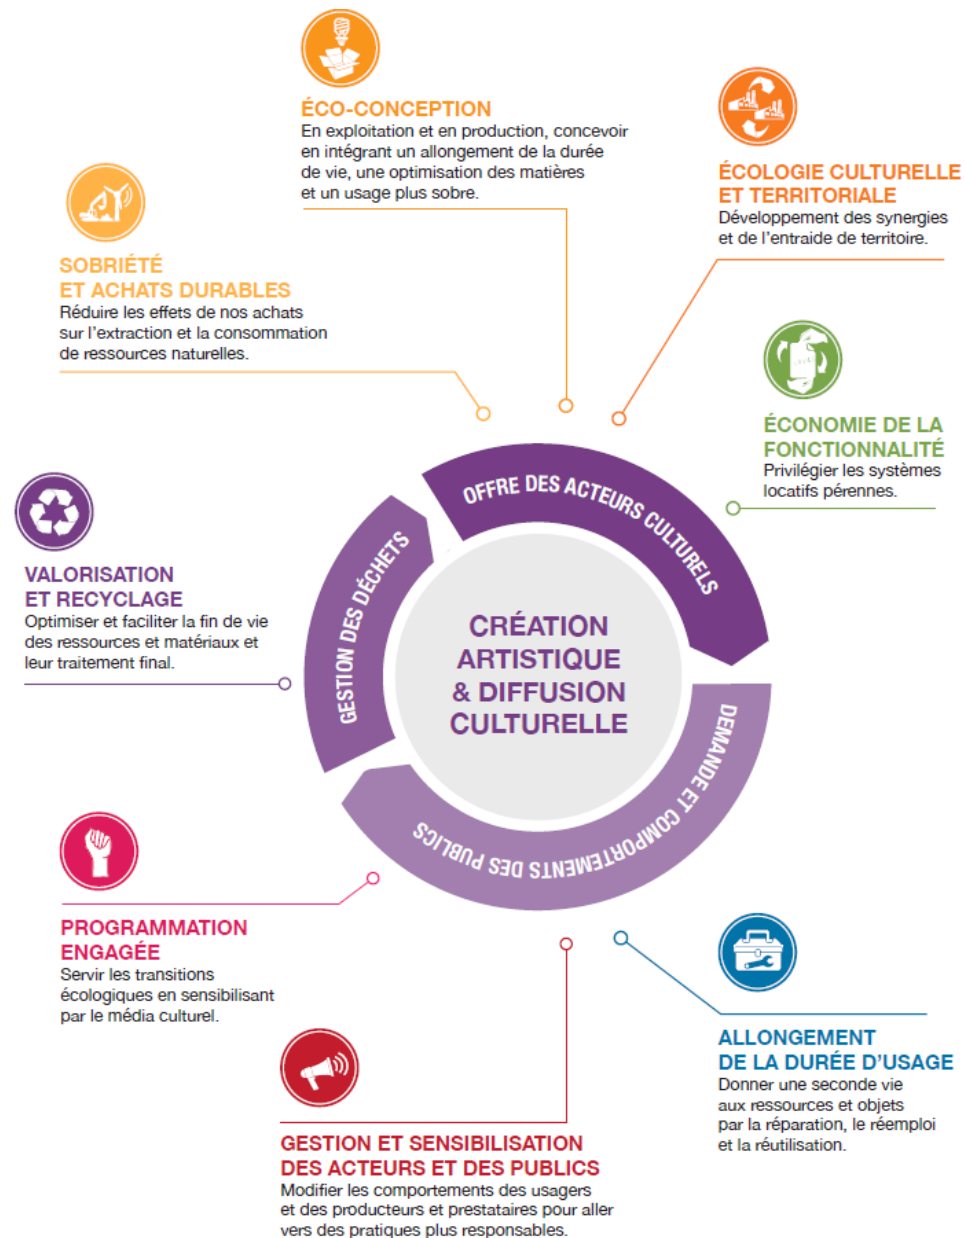 ÉCO-CONCEPTION
En exploitation et en production, concevoir
en intégrant un allongement de la durée
de vie, une optimisation des matières
et un usage plus sobre.
ÉCOLOGIE CULTURELLE
ET TERRITORIALE
Développement des synergies
et de l'entraide de territoire.
SOBRIÉTÉ
ET ACHATS DURABLES
Réduire les effets de nos achats
sur l'extraction et la consommation
de ressources naturelles.
ÉCONOMIE DE LA
FONCTIONNALITÉ
Privilégier les systèmes
locatifs pérennes.
OFFRE DES ACTEURS CULTURELS
GESTION DES DÉCHETS
DEMANDE ET COMPORTEMENTS DES PUBLICS
CRÉATION
ARTISTIQUE
& DIFFUSION
CULTURELLE
VALORISATION
ET RECYCLAGE
Optimiser et faciliter la fin de vie
des ressources et matériaux et
leur traitement final.
PROGRAMMATION
ENGAGÉE
Servir les transitions
écologiques en sensibilisant
par le média culturel.
ALLONGEMENT
DE LA DURÉE D'USAGE
Donner une seconde vie
aux ressources et objets
par la réparation, le réemploi
et la réutilisation.
GESTION ET SENSIBILISATION
DES ACTEURS ET DES PUBLICS
Modifier les comportements des usagers
et des producteurs et prestataires pour aller
vers des pratiques plus responsables.